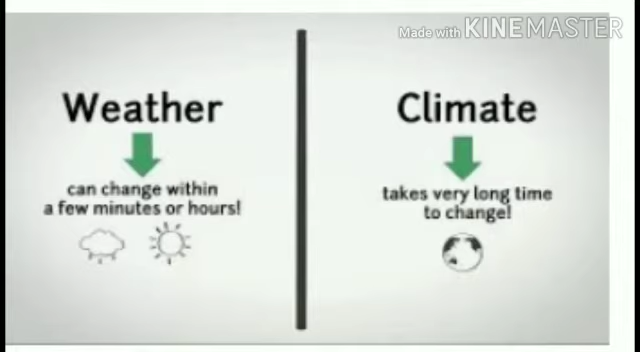 Made with KINEMASTER
Weather
can change within
a few minutes or hours!
Climate
takes very long time
to change!